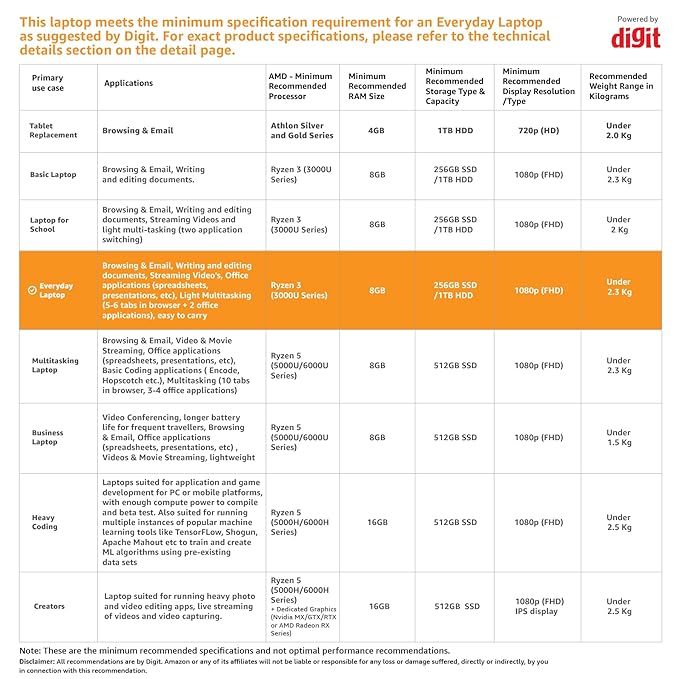 This laptop meets the minimum specification requirement for an Everyday Laptop
as suggested by Digit. For exact product specifications, please refer to the technical
details section on the detail page.
Powered by
digit
Primary
use case
Applications
AMD - Minimum
Recommended
Processor
Minimum
Recommended
RAM Size
Minimum
Recommended
Storage Type &
Capacity
Minimum
Recommended
Display Resolution
/Type
Recommended
Weight Range in
Kilograms
Tablet
Replacement
Browsing & Email
Athlon Silver
and Gold Series
4GB
1TB HDD
720p (HD)
Under
2.0 Kg
Basic Laptop
Browsing & Email, Writing
and editing documents.
Ryzen 3 (3000U
Series)
8GB
256GB SSD
/1TB HDD
1080p (FHD)
Under
2.3 Kg
Laptop for
School
Browsing & Email, Writing and editing
documents, Streaming Videos and
light multi-tasking (two application
switching)
Ryzen 3
(3000U Series)
8GB
256GB SSD
/1TB HDD
1080p (FHD)
Under
2 Kg
Everyday
Laptop
Browsing & Email, Writing and editing
documents, Streaming Video's, Office
applications (spreadsheets,
presentations, etc), Light Multitasking
(5-6 tabs in browser + 2 office
applications), easy to carry
Ryzen 3
(3000U Series)
8GB
256GB SSD
/1TB HDD
1080p (FHD)
Under
2.3 Kg
Multitasking
Laptop
Browsing & Email, Video & Movie
Streaming, Office applications
(spreadsheets, presentations, etc),
Basic Coding applications ( Encode,
Hopscotch etc.), Multitasking (10 tabs
in browser, 3-4 office applications)
Ryzen 5
(5000U/6000U
Series)
8GB
512GB SSD
1080p (FHD)
Under
2.3 Kg
Business
Laptop
Video Conferencing, longer battery
life for frequent travellers, Browsing
& Email, Office applications
(spreadsheets, presentations, etc) ,
Videos & Movie Streaming, lightweight
Ryzen 5
(5000U/6000U
Series)
8GB
512GB SSD
1080p (FHD)
Under
1.5 Kg
Heavy
Coding
Laptops suited for application and game
development for PC or mobile platforms,
with enough compute power to compile
and beta test. Also suited for running
multiple instances of popular machine
learning tools like TensorFLow, Shogun,
Apache Mahout etc to train and create
ML algorithms using pre-existing
data sets
Ryzen 5
(5000H/6000H
Series)
16GB
512GB SSD
1080p (FHD)
Under
2.5 Kg
Creators
Laptop suited for running heavy photo
and video editing apps, live streaming
of videos and video capturing.
Ryzen 5
(5000H/6000H
Series)
+ Dedicated Graphics
(Nvidia MX/GTX/RTX
or AMD Radeon RX
Series)
16GB
512GB SSD
1080p (FHD)
IPS display
Under
2.5 Kg
Note: These are the minimum recommended specifications and not optimal performance recommendations.
Disclaimer: All recommendations are by Digit. Amazon or any of its affiliates will not be liable or responsible for any loss or damage suffered, directly or indirectly, by you
in connection with this recommendation.